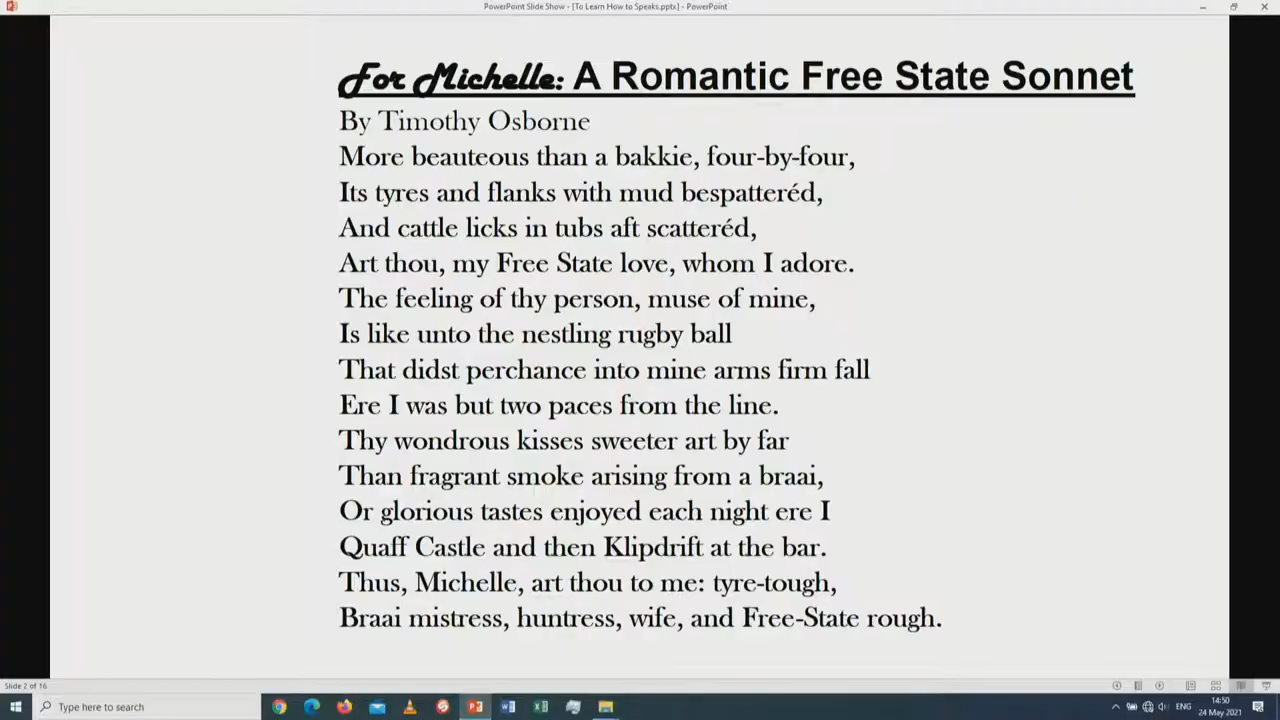 PowerPoint Slide Show - [To Learn How to Speaks.pptx] - PowerPoint
For Michelle: A Romantic Free State Sonnet
By Timothy Osborne
More beauteous than a bakkie, four-by-four,
Its tyres and flanks with mud bespatteréd,
And cattle licks in tubs aft scatteréd,
Art thou, my Free State love, whom I adore.
The feeling of thy person, muse of mine,
Is like unto the nestling rugby ball
That didst perchance into mine arms firm fall
Ere I was but two paces from the line.
Thy wondrous kisses sweeter art by far
Than fragrant smoke arising from a braai,
Or glorious tastes enjoyed each night ere I
Quaff Castle and then Klipdrift at the bar.
Thus, Michelle, art thou to me: tyre-tough,
Braai mistress, huntress, wife, and Free-State rough.
Slide 2 of 16
Type here to search
ENG
14:50
24 May 2021